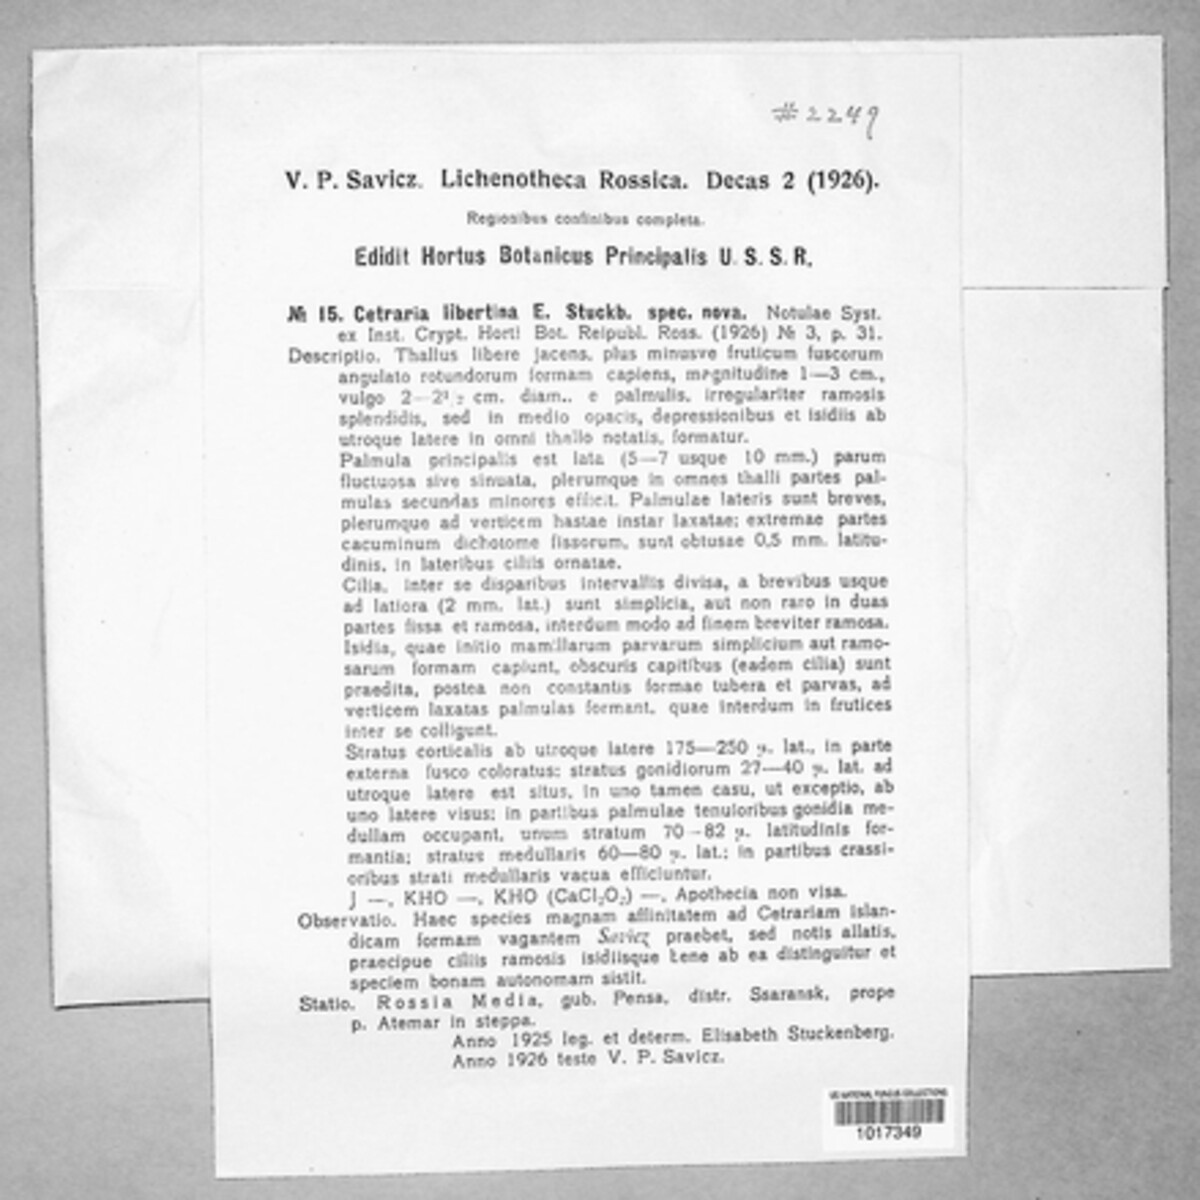 #2249
V. P. Savicz. Lichenotheca Rossica. Decas 2 (1926).
Regionibus confinibus completa.
Edidit Hortus Botanicus Principalis U. S. S. R.
№ 15. Cetraria libertina E. Stuckb. spec. nova. Notulae Syst.
ex Inst. Crypt. Horti Bot. Reipubl. Ross. (1926) № 3, p. 31.
Descriptio. Thallus libere jacens, plus minusve fruticum fuscorum
angulato rotundorum formam capiens, magnitudine 1—3 cm.,
vulgo 2—2½ cm. diam., e palmulis, irregulariter ramosis
splendidis, sed in medio opacis, depressionibus et isidiis ab
utroque latere in omni thallo notatis, formatur.
Palmula principalis est lata (5—7 usque 10 mm.) parum
fluctuosa sive sinuata, plerumque in omnes thalli partes pal-
mulas secundas minores efficit. Palmulae lateris sunt breves,
plerumque ad verticem hastae instar laxatae; extremae partes
cacuminum dichotome fissorum, sunt obtusae 0,5 mm. latitu-
dinis, in lateribus ciliis ornatae.
Cilia, inter se disparibus intervallis divisa, a brevibus usque
ad latiora (2 mm. lat.) sunt simplicia, aut non raro in duas
partes fissa et ramosa, interdum modo ad finem breviter ramosa.
Isidia, quae initio mamillarum parvarum simplicium aut ramo-
sarum formam capiunt, obscuris capitibus (eadem cilia) sunt
praedita, postea non constantis formae tubera et parvas, ad
verticem laxatas palmulas formant, quae interdum in frutices
inter se colligunt.
Stratus corticalis ab utroque latere 175—250 μ. lat., in parte
externa fusco coloratus; stratus gonidiorum 27—40 μ. lat. ad
utroque latere est situs, in uno tamen casu, ut exceptio, ab
uno latere visus; in partibus palmulae tenuioribus gonidia me-
dullam occupant, unum stratum 70—82 μ. latitudinis for-
mantia; stratus medullaris 60—80 μ. lat.; in partibus crassi-
oribus strati medullaris vacua efficiuntur.
J —, KHO —, KHO (CaCl₂O₂) —, Apothecia non visa.
Observatio. Haec species magnam affinitatem ad Cetrariam islan-
dicam formam vagantem Savicz praebet, sed notis allatis,
praecipue ciliis ramosis isidiisque bene ab ea distinguitur et
speciem bonam autonomam sistit.
Statio. Rossia Media, gub. Pensa, distr. Ssaransk, prope
p. Atemar in steppa.
Anno 1925 leg. et determ. Elisabeth Stuckenberg.
Anno 1926 teste V. P. Savicz.
US NATIONAL FUNGUS COLLECTIONS
1017349